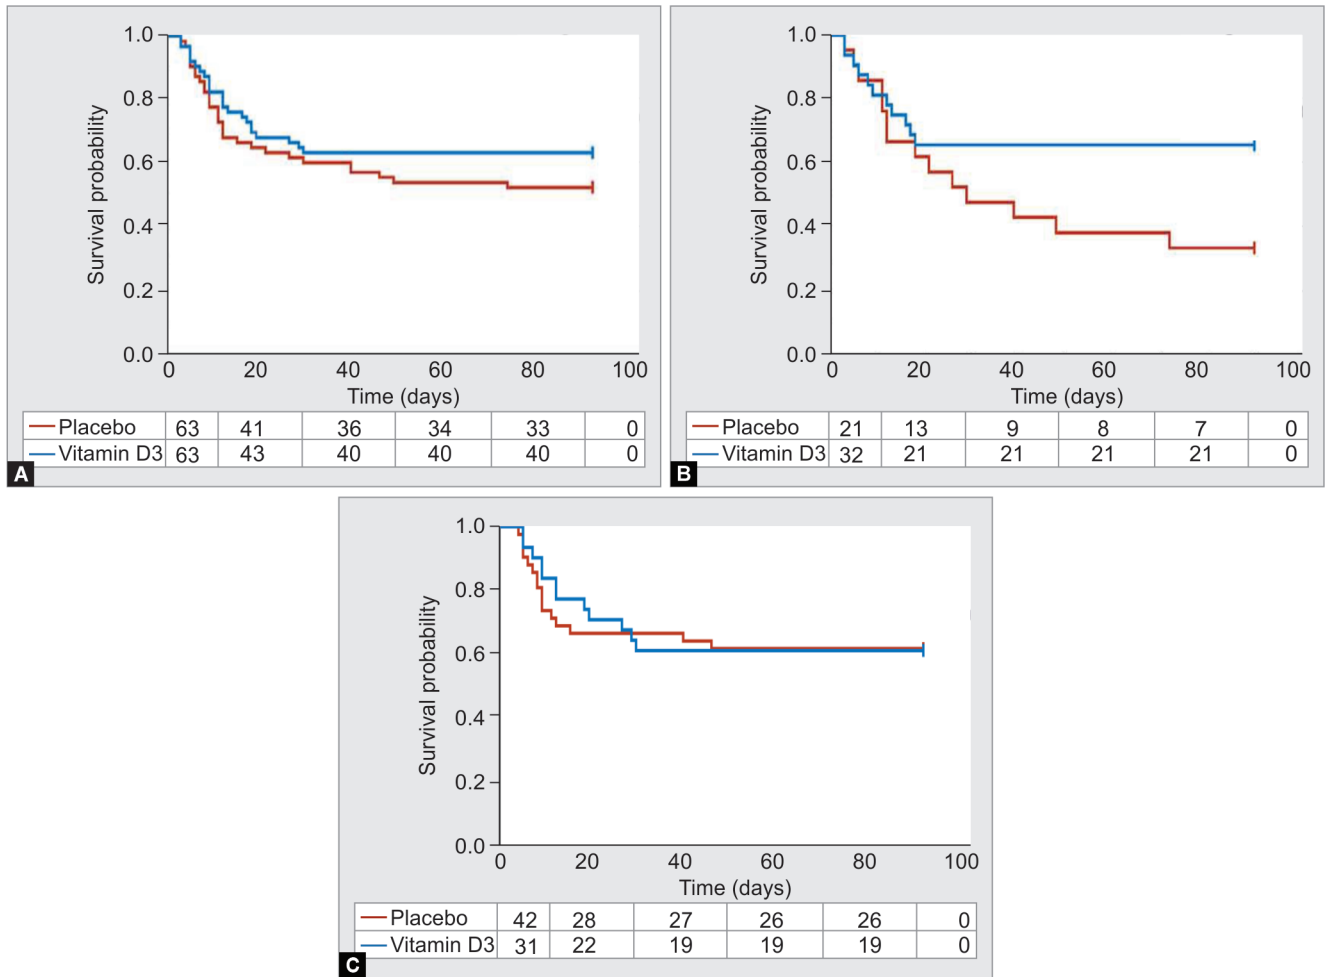 1.0
0.8
0.6
0.4
0.2
0.0
Survival probability
0 20 40 60 80 100
Time (days)
Placebo 63 41 36 34 33 0
Vitamin D3 63 43 40 40 40 0
A
1.0
0.8
0.6
0.4
0.2
0.0
Survival probability
0 20 40 60 80 100
Time (days)
Placebo 21 13 9 8 7 0
Vitamin D3 32 21 21 21 21 0
B
1.0
0.8
0.6
0.4
0.2
0.0
Survival probability
0 20 40 60 80 100
Time (days)
Placebo 42 28 27 26 26 0
Vitamin D3 31 22 19 19 19 0
C